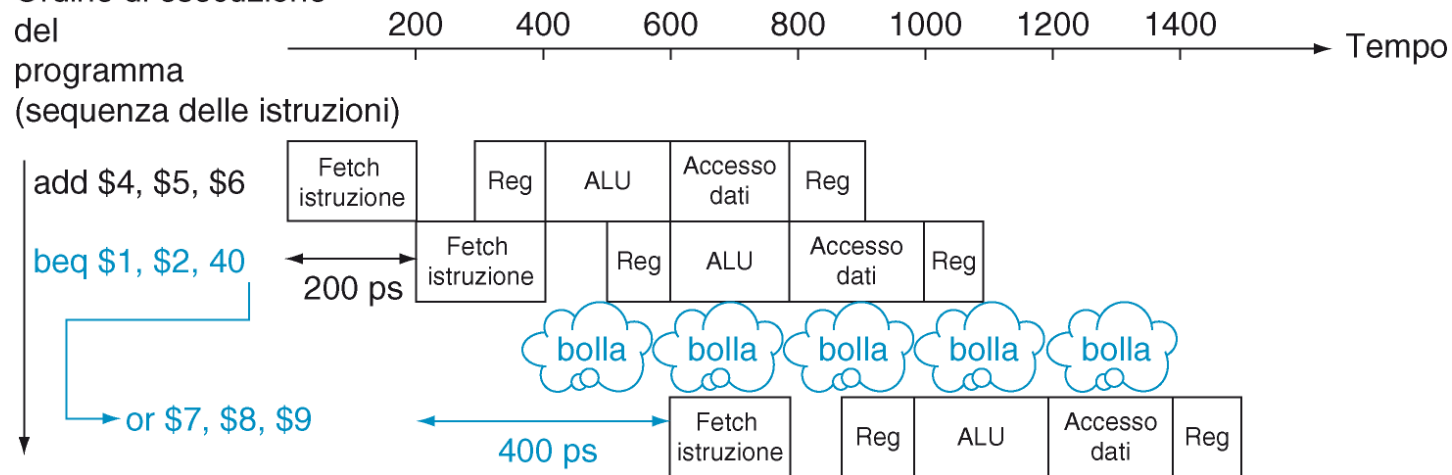 del
programma
(sequenza delle istruzioni)
200 400 600 800 1000 1200 1400
Tempo
add $4, $5, $6
Fetch
istruzione
Reg
ALU
Accesso
dati
Reg
beq $1, $2, 40
200 ps
Fetch
istruzione
Reg
ALU
Accesso
dati
Reg
bolla bolla bolla bolla bolla
or $7, $8, $9
400 ps
Fetch
istruzione
Reg
ALU
Accesso
dati
Reg